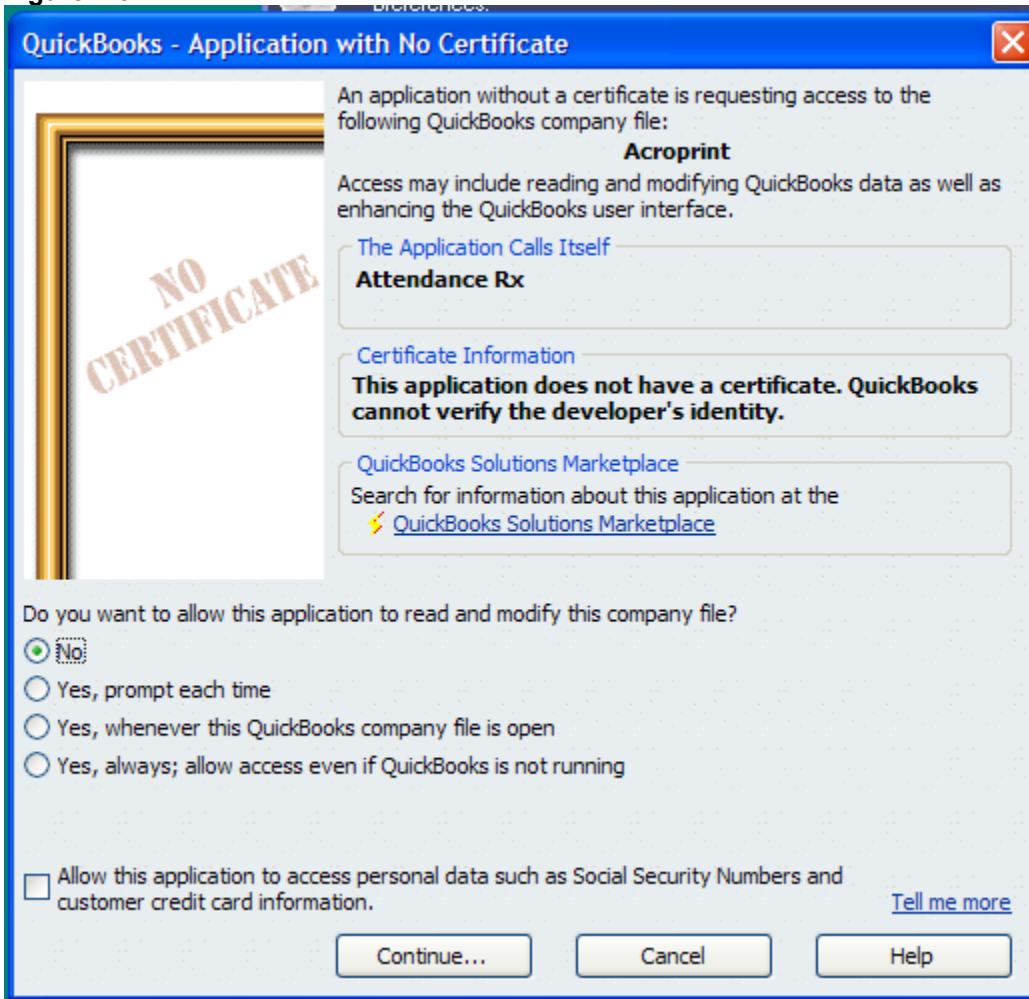 QuickBooks - Application with No Certificate
An application without a certificate is requesting access to the
following QuickBooks company file:
Acroprint
Access may include reading and modifying QuickBooks data as well as
enhancing the QuickBooks user interface.
NO
CERTIFICATE
The Application Calls Itself
Attendance Rx
Certificate Information
This application does not have a certificate. QuickBooks
cannot verify the developer's identity.
QuickBooks Solutions Marketplace
Search for information about this application at the
QuickBooks Solutions Marketplace
Do you want to allow this application to read and modify this company file?
No
Yes, prompt each time
Yes, whenever this QuickBooks company file is open
Yes, always; allow access even if QuickBooks is not running
Allow this application to access personal data such as Social Security Numbers and
customer credit card information.
Tell me more
Continue...
Cancel
Help